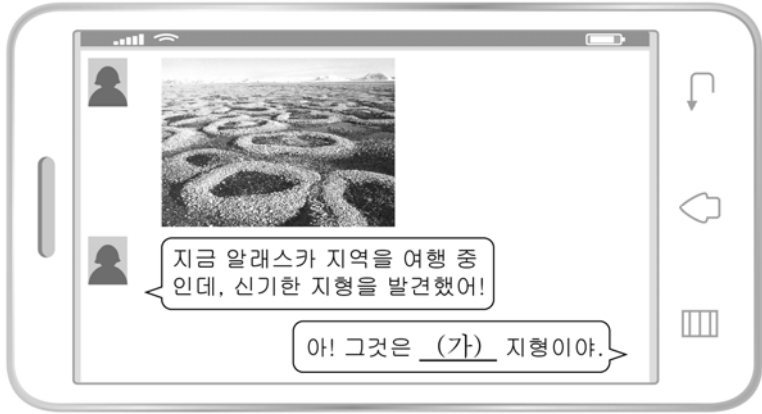 지금 알래스카 지역을 여행 중
인데, 신기한 지형을 발견했어!
아! 그것은 (가) 지형이야.